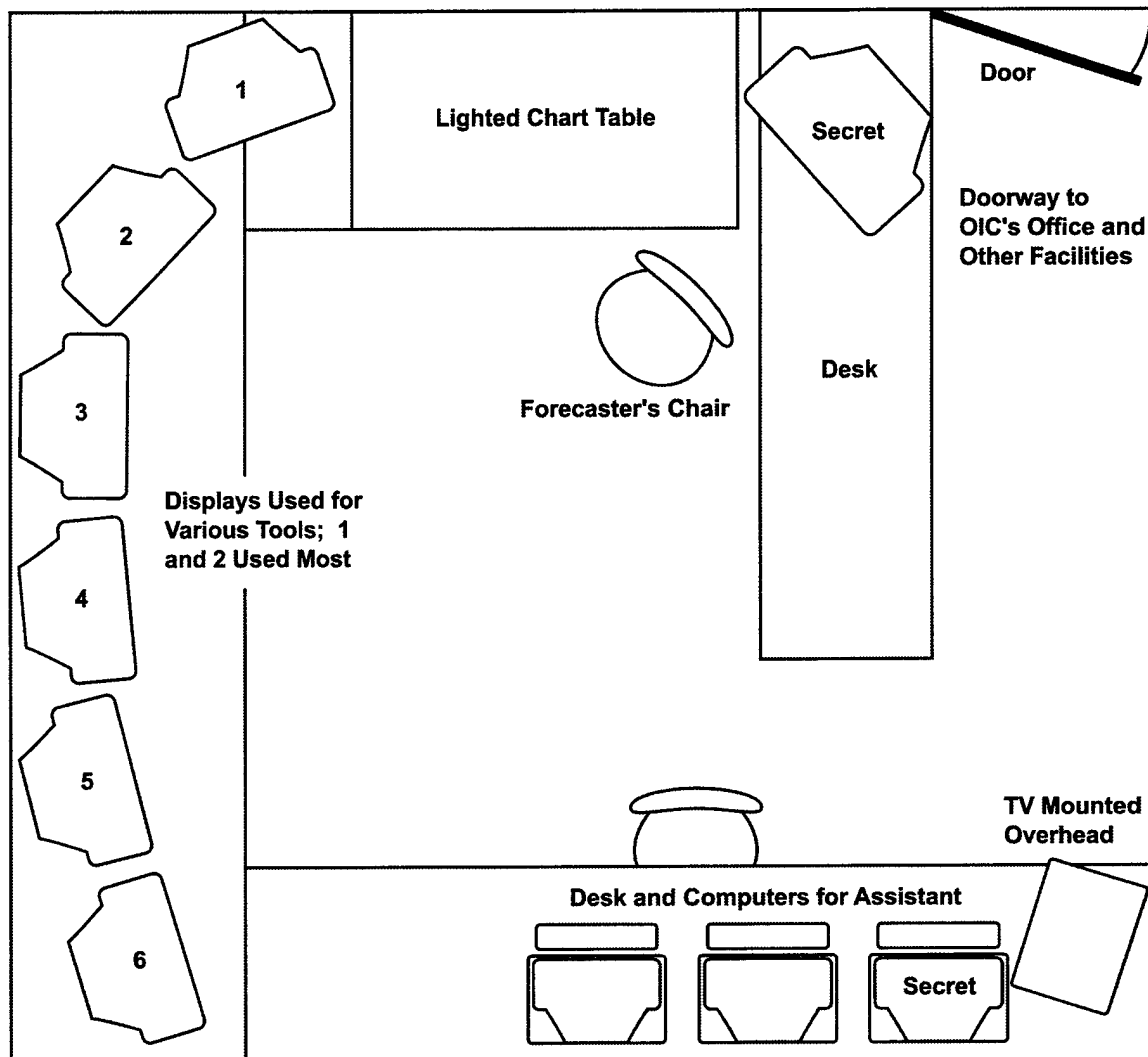 1
Lighted Chart Table
Secret
Door
2
Doorway to
OIC's Office and
Other Facilities
3
Desk
Forecaster's Chair
Displays Used for
Various Tools; 1
and 2 Used Most
4
5
TV Mounted
Overhead
Desk and Computers for Assistant
6
Secret